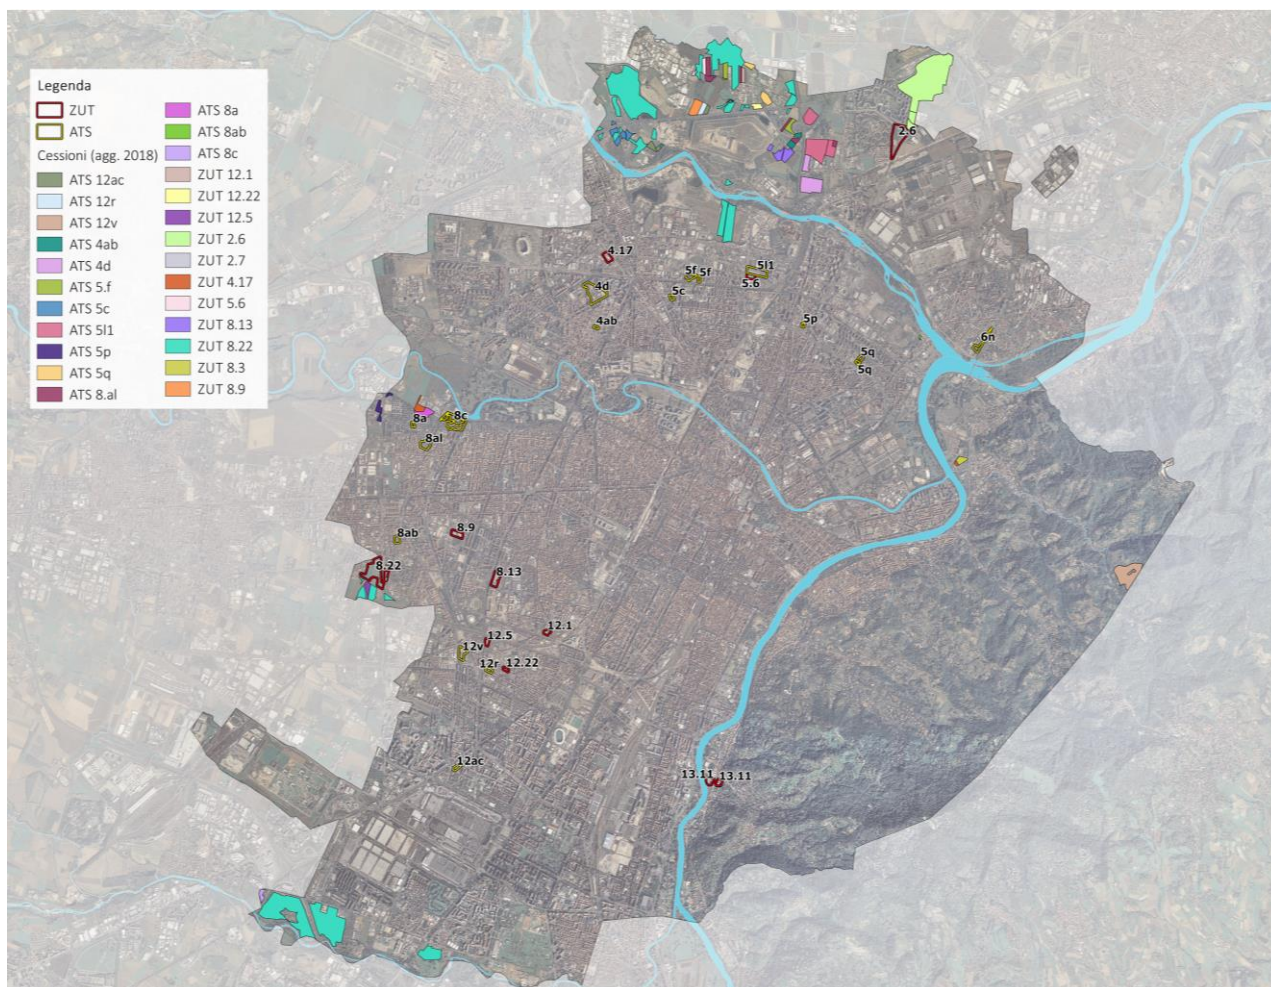 Legenda
ZUT
ATS
Cessioni (agg. 2018)
ATS 12ac
ATS 12r
ATS 12v
ATS 4ab
ATS 4d
ATS 5.f
ATS 5c
ATS 5l1
ATS 5p
ATS 5q
ATS 8.al
ATS 8a
ATS 8ab
ATS 8c
ZUT 12.1
ZUT 12.22
ZUT 12.5
ZUT 2.6
ZUT 2.7
ZUT 4.17
ZUT 5.6
ZUT 8.13
ZUT 8.22
ZUT 8.3
ZUT 8.9
2.6
4.17
5f
5f
5l1
5.6
4d
5c
4ab
5p
6n
5q
5q
8a
8c
8al
8ab
8.9
8.22
8.13
12.1
12.5
12v
12r
12.22
12ac
13.11
13.11